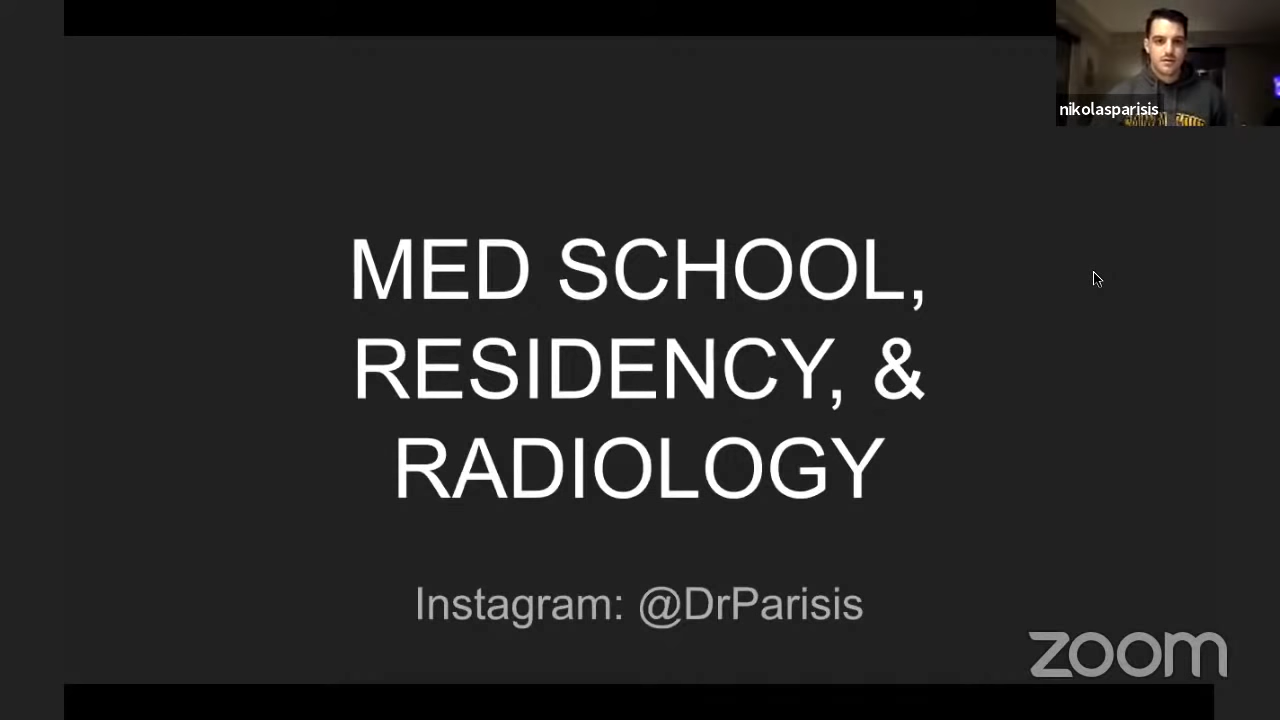 nikolasparisis
MED SCHOOL,
RESIDENCY, &
RADIOLOGY
Instagram: @DrParisis
zoom